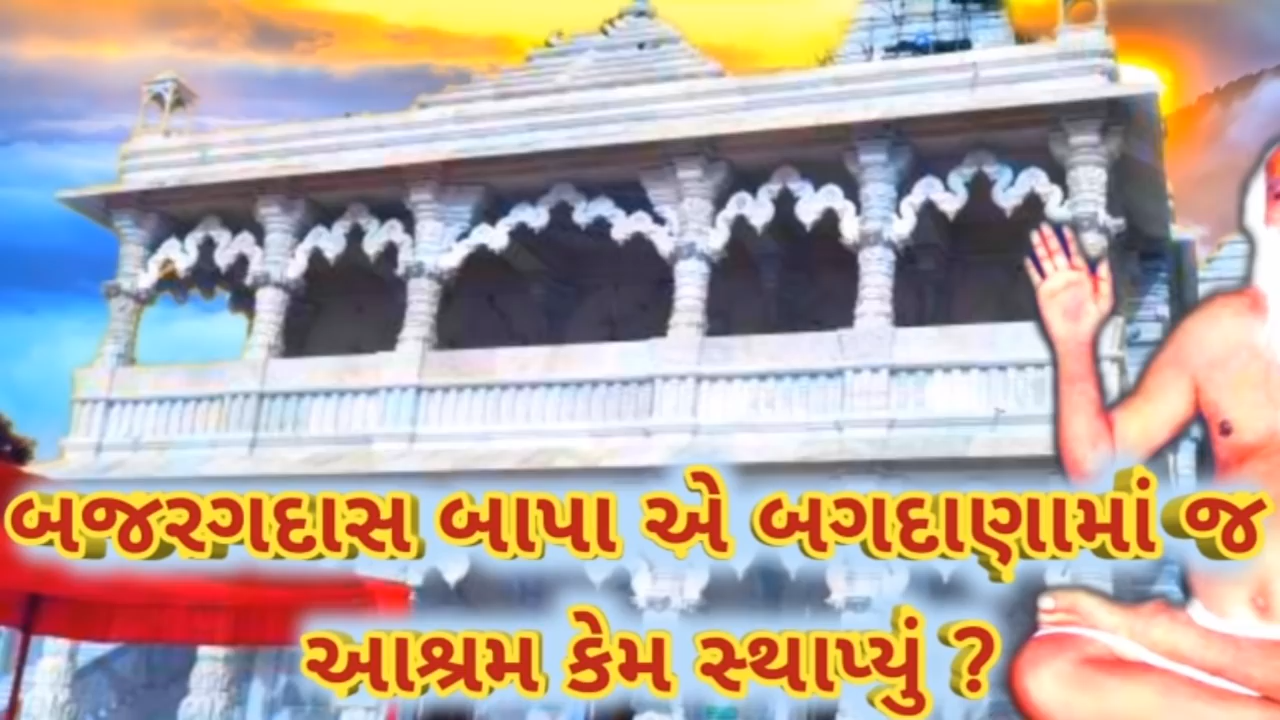 બજરગદાસ બાપા એ બગદાણામાં જ
આશ્રમ કેમ સ્થાપ્યું ?